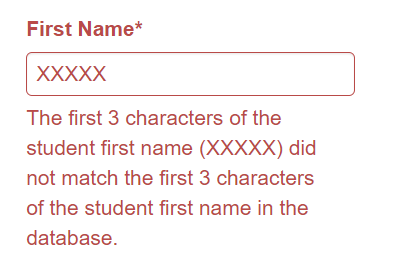 First Name*
XXXXX
The first 3 characters of the
student first name (XXXXX) did
not match the first 3 characters
of the student first name in the
database.